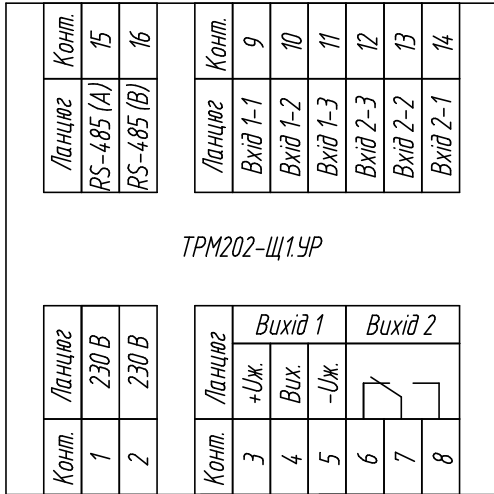 Конт. 15 16
Ланцюг RS-485 (A) RS-485 (B)
Конт. 9 10 11 12 13 14
Ланцюг Вхід 1-1 Вхід 1-2 Вхід 1-3 Вхід 2-3 Вхід 2-2 Вхід 2-1
ТРМ202-Щ1.УР
Ланцюг 230 В 230 В
Конт. 1 2
Вихід 1 Вихід 2
Ланцюг +Uж. Вих. -Uж.
Конт. 3 4 5 6 7 8